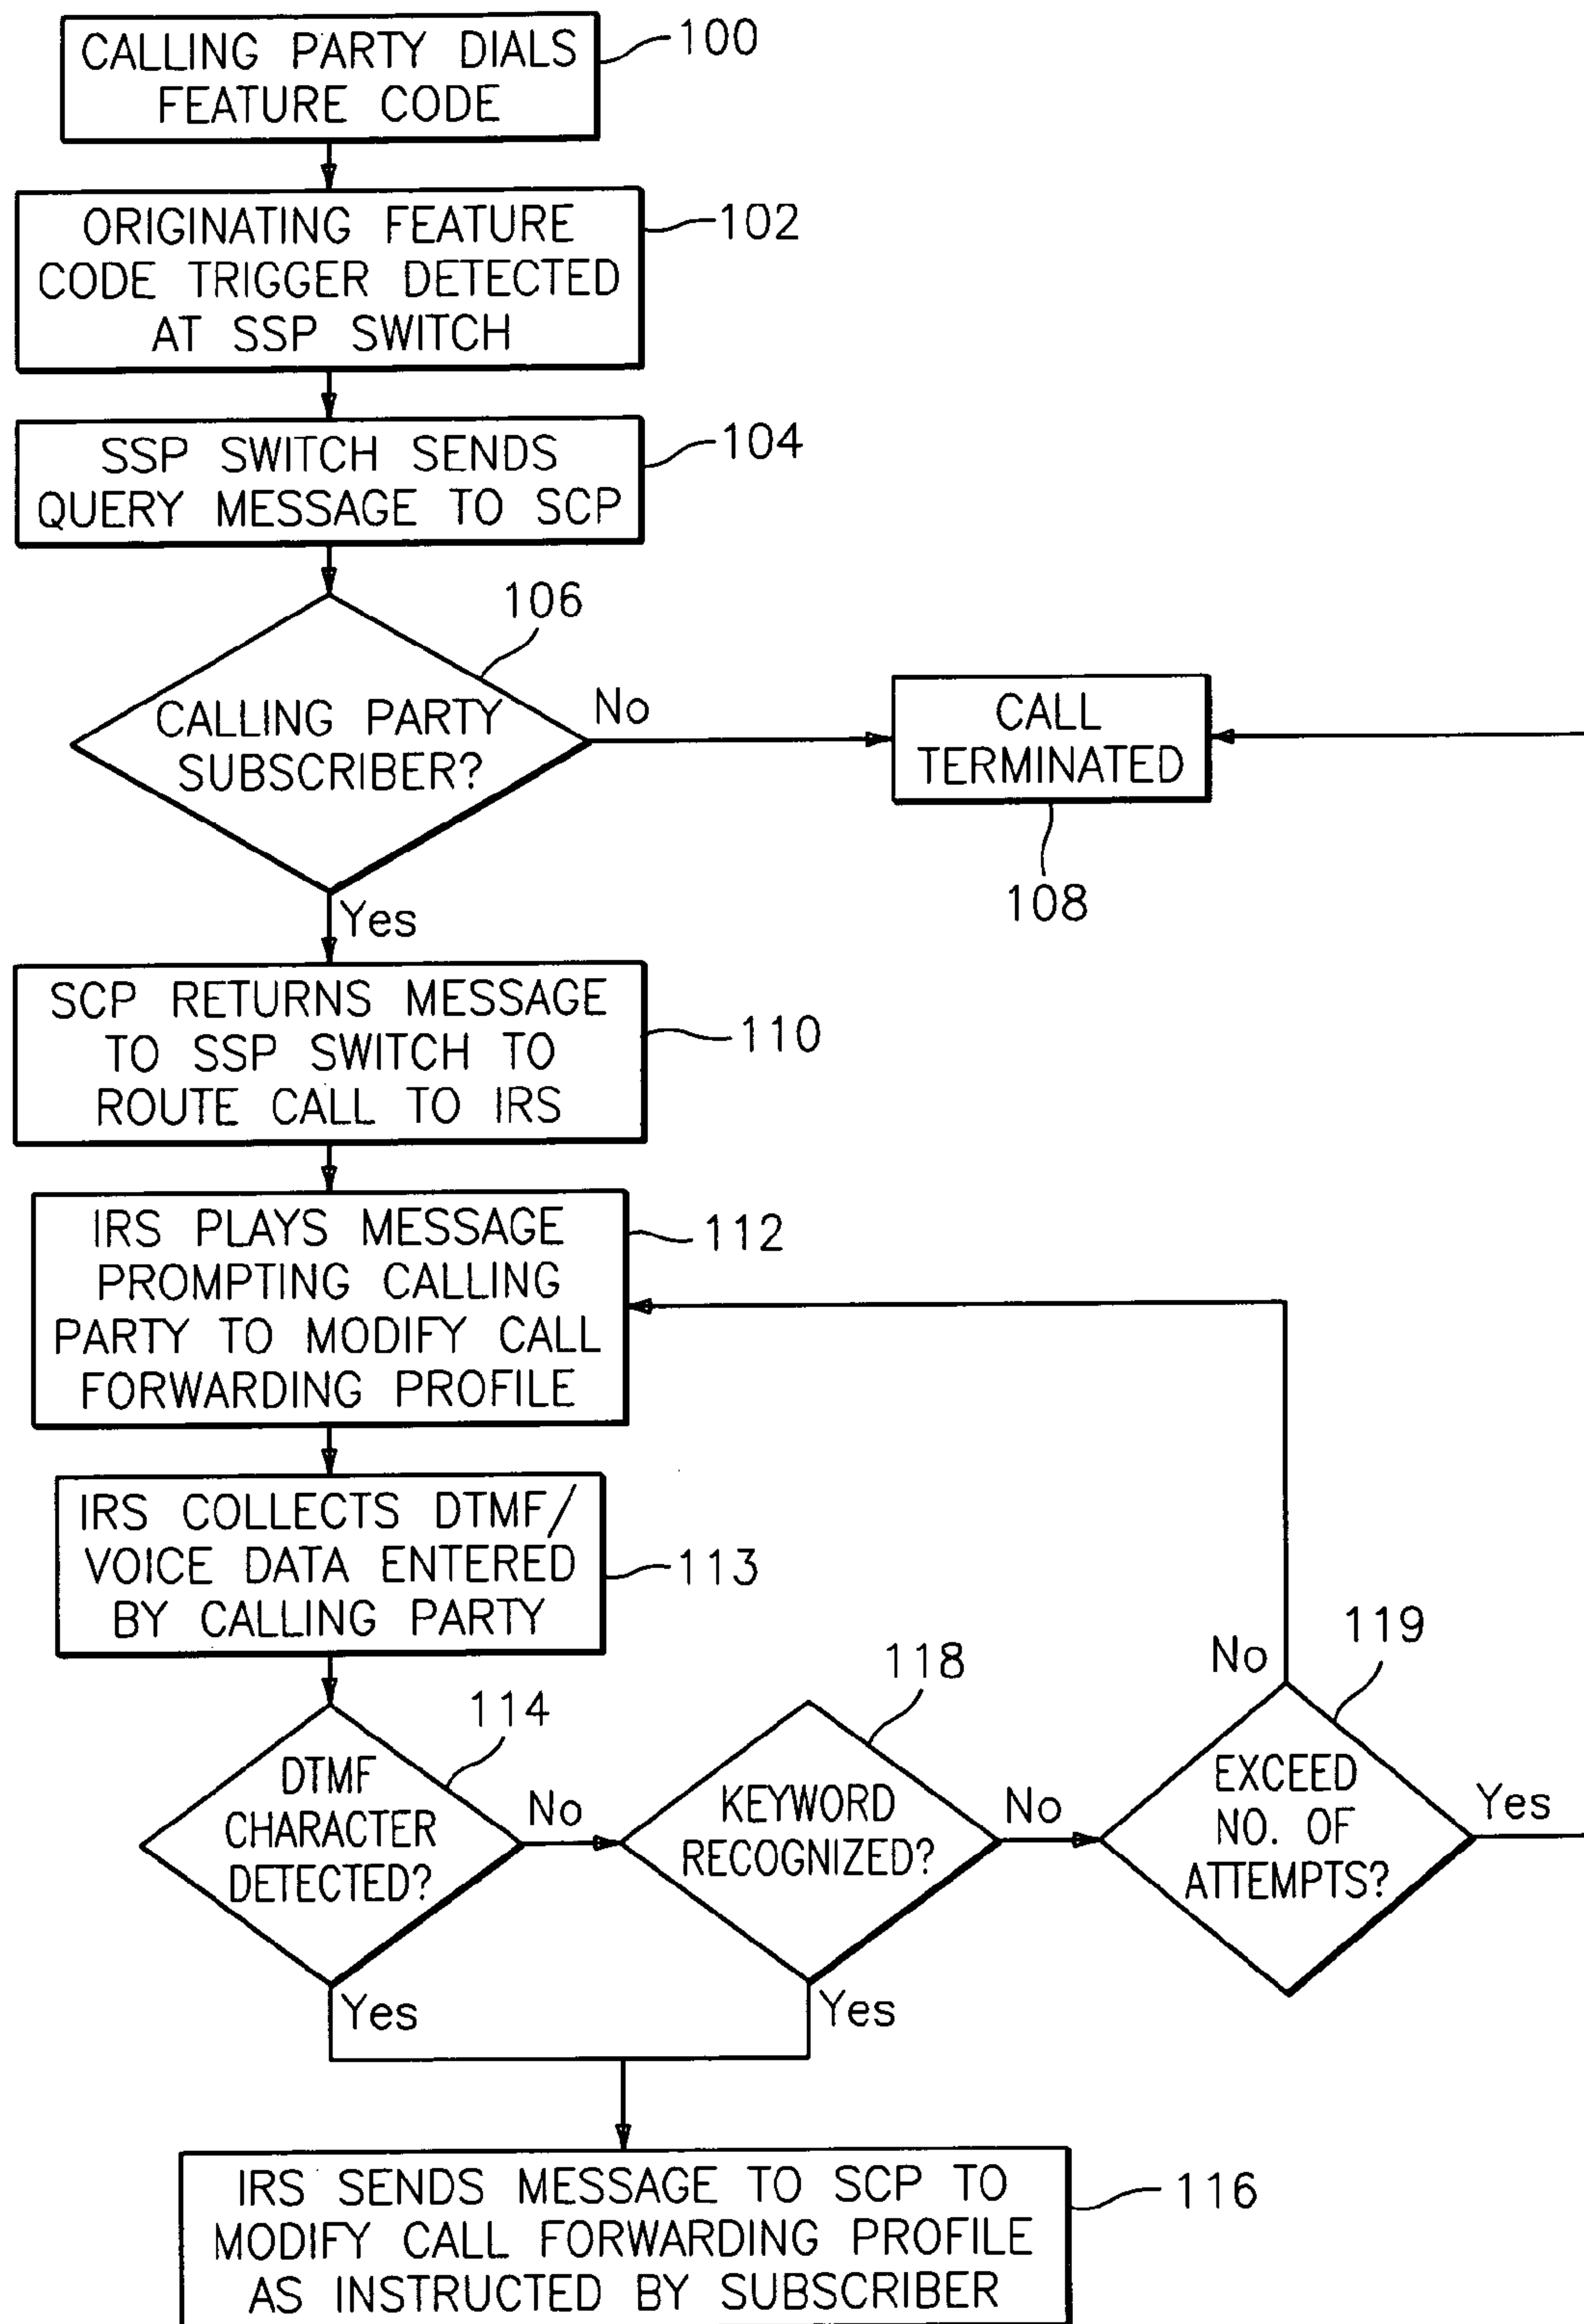 CALLING PARTY DIALS
FEATURE CODE
100
ORIGINATING FEATURE
CODE TRIGGER DETECTED
AT SSP SWITCH
102
SSP SWITCH SENDS
QUERY MESSAGE TO SCP
104
106
CALLING PARTY
SUBSCRIBER?
No
CALL
TERMINATED
108
Yes
SCP RETURNS MESSAGE
TO SSP SWITCH TO
ROUTE CALL TO IRS
110
IRS PLAYS MESSAGE
PROMPTING CALLING
PARTY TO MODIFY CALL
FORWARDING PROFILE
112
IRS COLLECTS DTMF/
VOICE DATA ENTERED
BY CALLING PARTY
113
114
DTMF
CHARACTER
DETECTED?
No
Yes
118
KEYWORD
RECOGNIZED?
No
Yes
119
No
EXCEED
NO. OF
ATTEMPTS?
Yes
IRS SENDS MESSAGE TO SCP TO
MODIFY CALL FORWARDING PROFILE
AS INSTRUCTED BY SUBSCRIBER
116